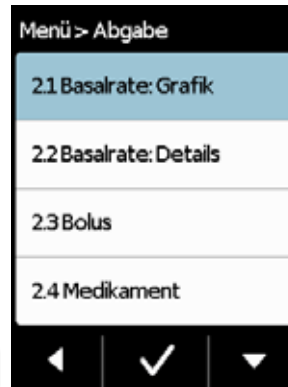 Menü > Abgabe
2.1 Basalrate: Grafik
2.2 Basalrate: Details
2.3 Bolus
2.4 Medikament